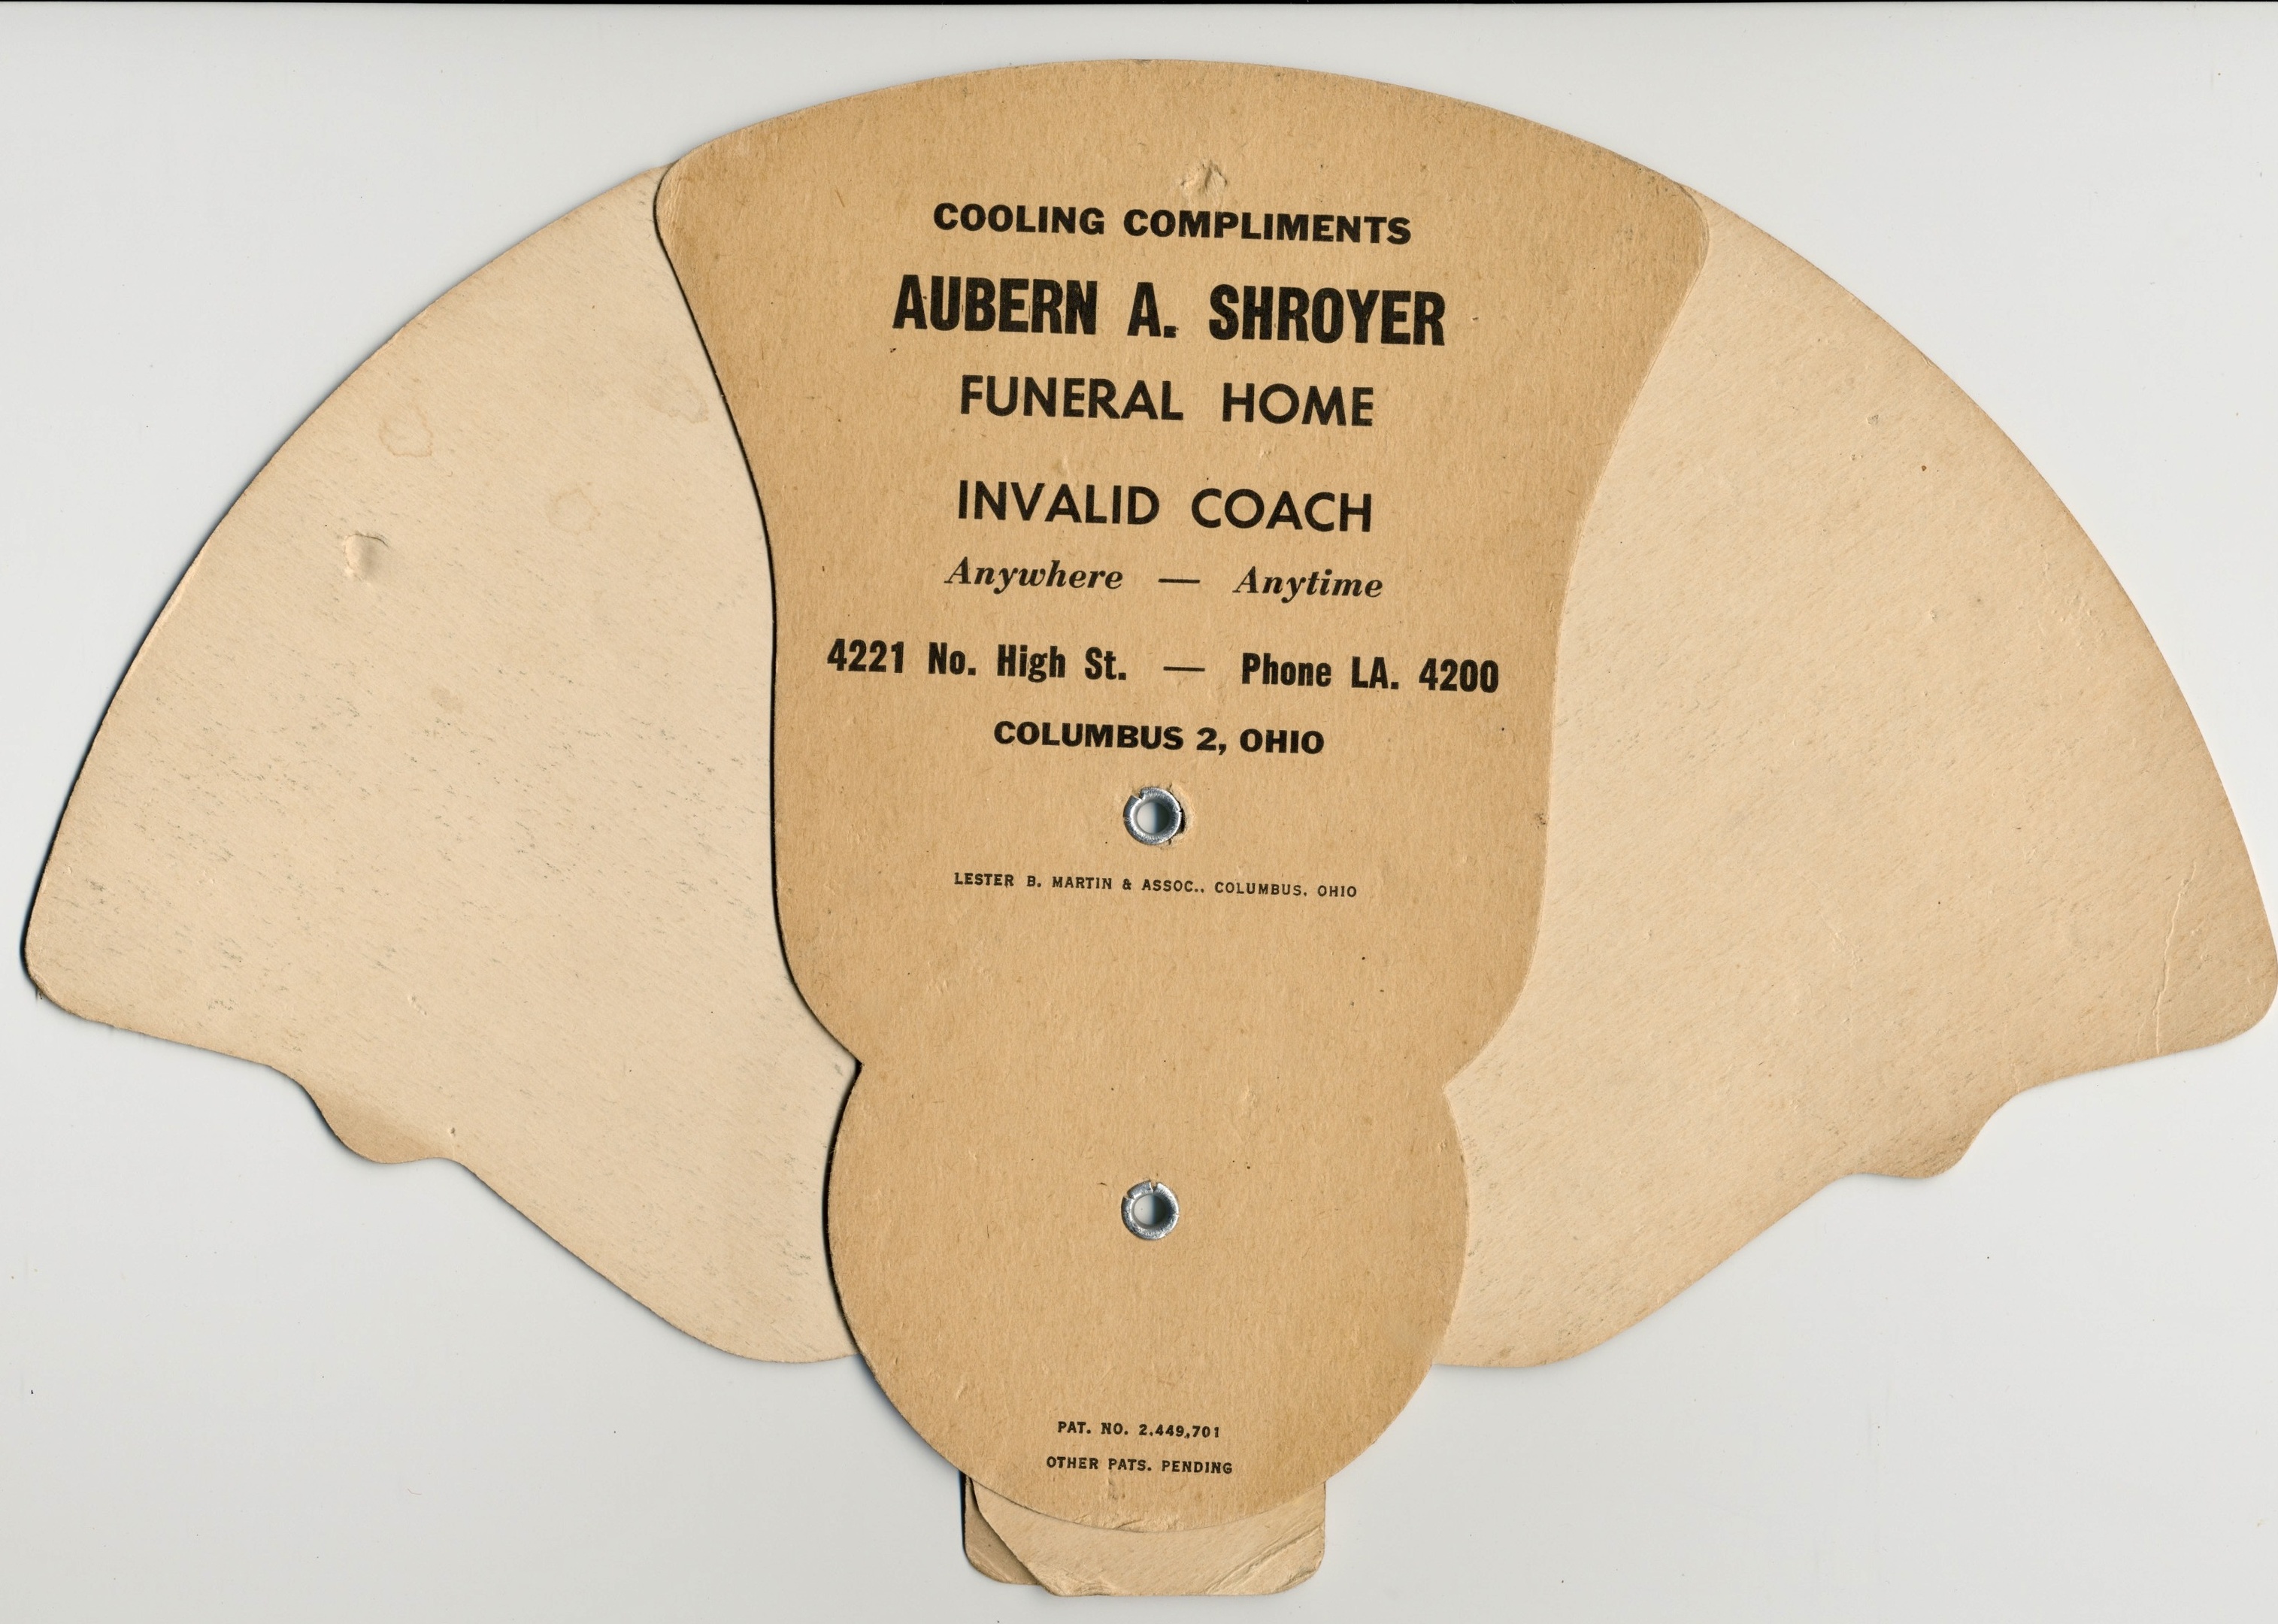 COOLING COMPLIMENTS
AUBERN A. SHROYER
FUNERAL HOME
INVALID COACH
Anywhere — Anytime
4221 No. High St. — Phone LA. 4200
COLUMBUS 2, OHIO
LESTER B. MARTIN & ASSOC., COLUMBUS, OHIO
PAT. NO. 2,449,701
OTHER PATS. PENDING